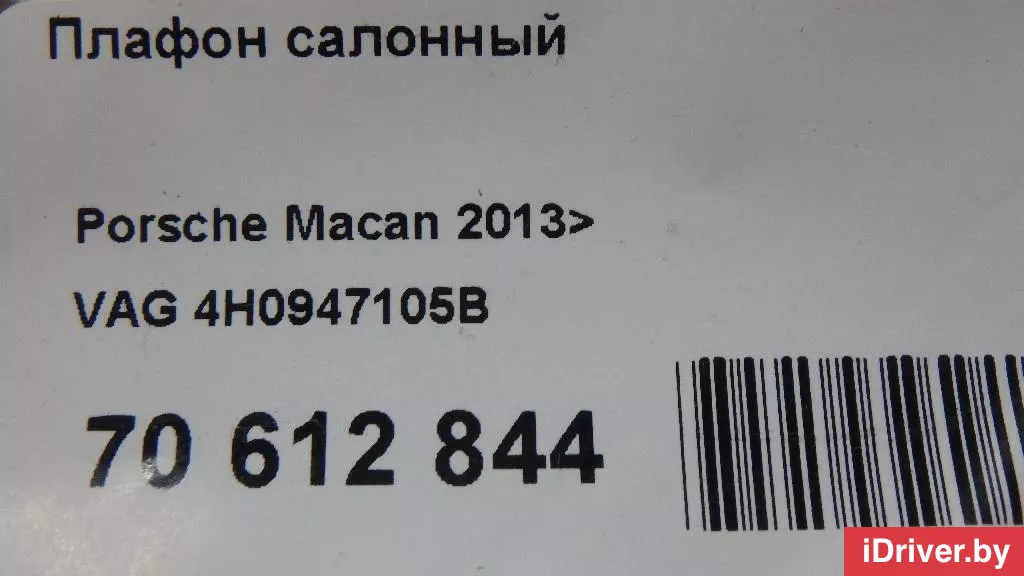 Плафон салонный
Porsche Macan 2013>
VAG 4H0947105B
70 612 844
iDriver.by